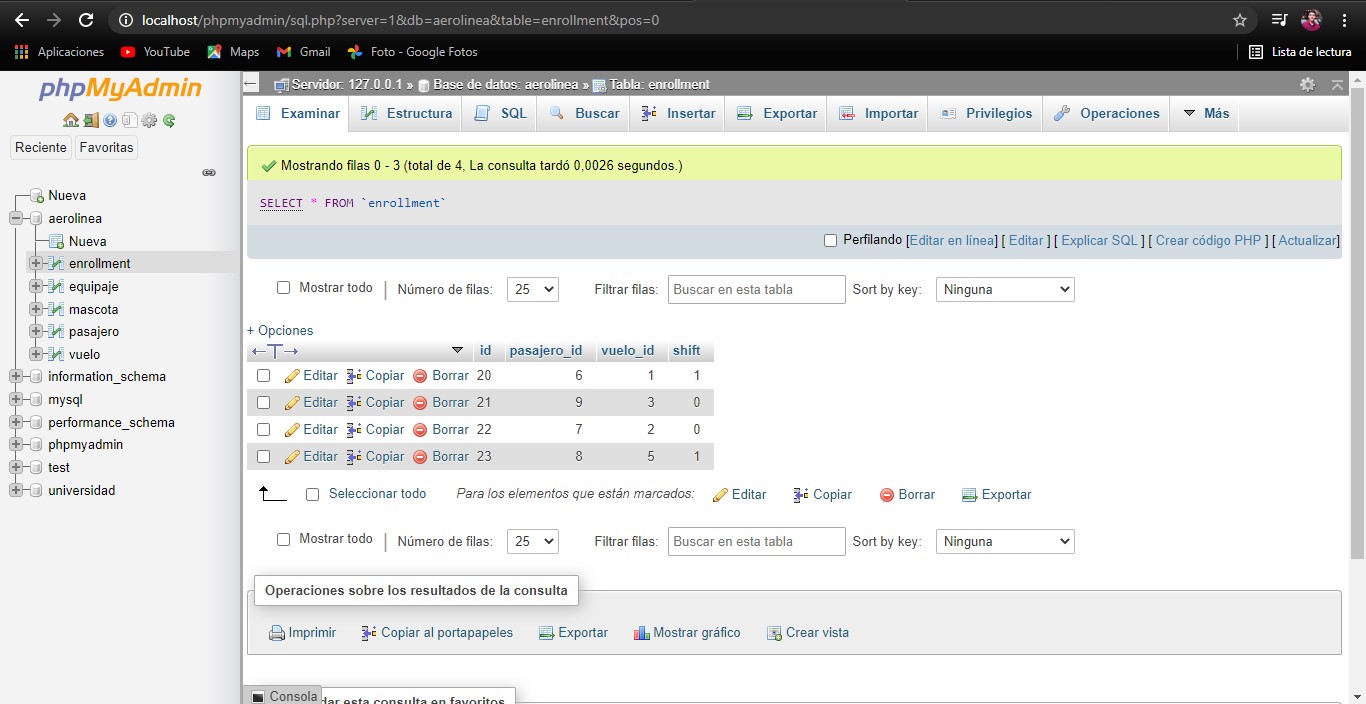 localhost/phpmyadmin/sql.php?server=1&db=aerolinea&table=enrollment&pos=0
Aplicaciones YouTube Maps Gmail Foto - Google Fotos Lista de lectura
phpMyAdmin
Reciente Favoritas
Nueva
aerolinea
Nueva
enrollment
equipaje
mascota
pasajero
vuelo
information_schema
mysql
performance_schema
phpmyadmin
test
universidad
Servidor: 127.0.0.1 » Base de datos: aerolinea » Tabla: enrollment
Examinar Estructura SQL Buscar Insertar Exportar Importar Privilegios Operaciones Más
Mostrando filas 0 - 3 (total de 4, La consulta tardó 0,0026 segundos.)
SELECT * FROM `enrollment`
Perfilando [Editar en línea] [ Editar ] [ Explicar SQL ] [ Crear código PHP ] [ Actualizar]
Mostrar todo | Número de filas: 25 Filtrar filas: Buscar en esta tabla Sort by key: Ninguna
+ Opciones
←T→ id pasajero_id vuelo_id shift
Editar Copiar Borrar 20 6 1 1
Editar Copiar Borrar 21 9 3 0
Editar Copiar Borrar 22 7 2 0
Editar Copiar Borrar 23 8 5 1
Seleccionar todo Para los elementos que están marcados: Editar Copiar Borrar Exportar
Mostrar todo | Número de filas: 25 Filtrar filas: Buscar en esta tabla Sort by key: Ninguna
Operaciones sobre los resultados de la consulta
Imprimir Copiar al portapapeles Exportar Mostrar gráfico Crear vista
Consola
esta consulta en favoritos